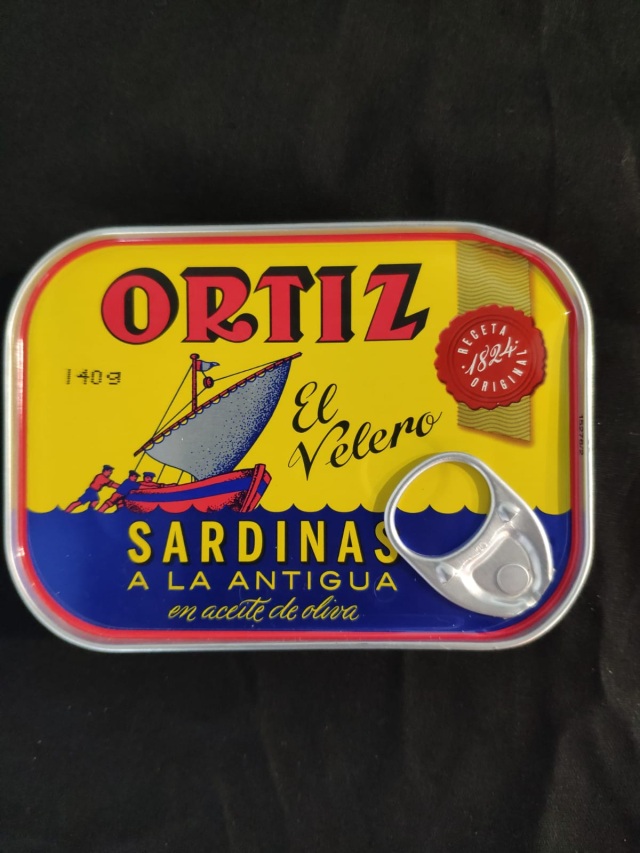 ORTIZ
RECETA
1824
ORIGINAL
140g
El
Velero
SARDINAS
A LA ANTIGUA
en aceite de oliva